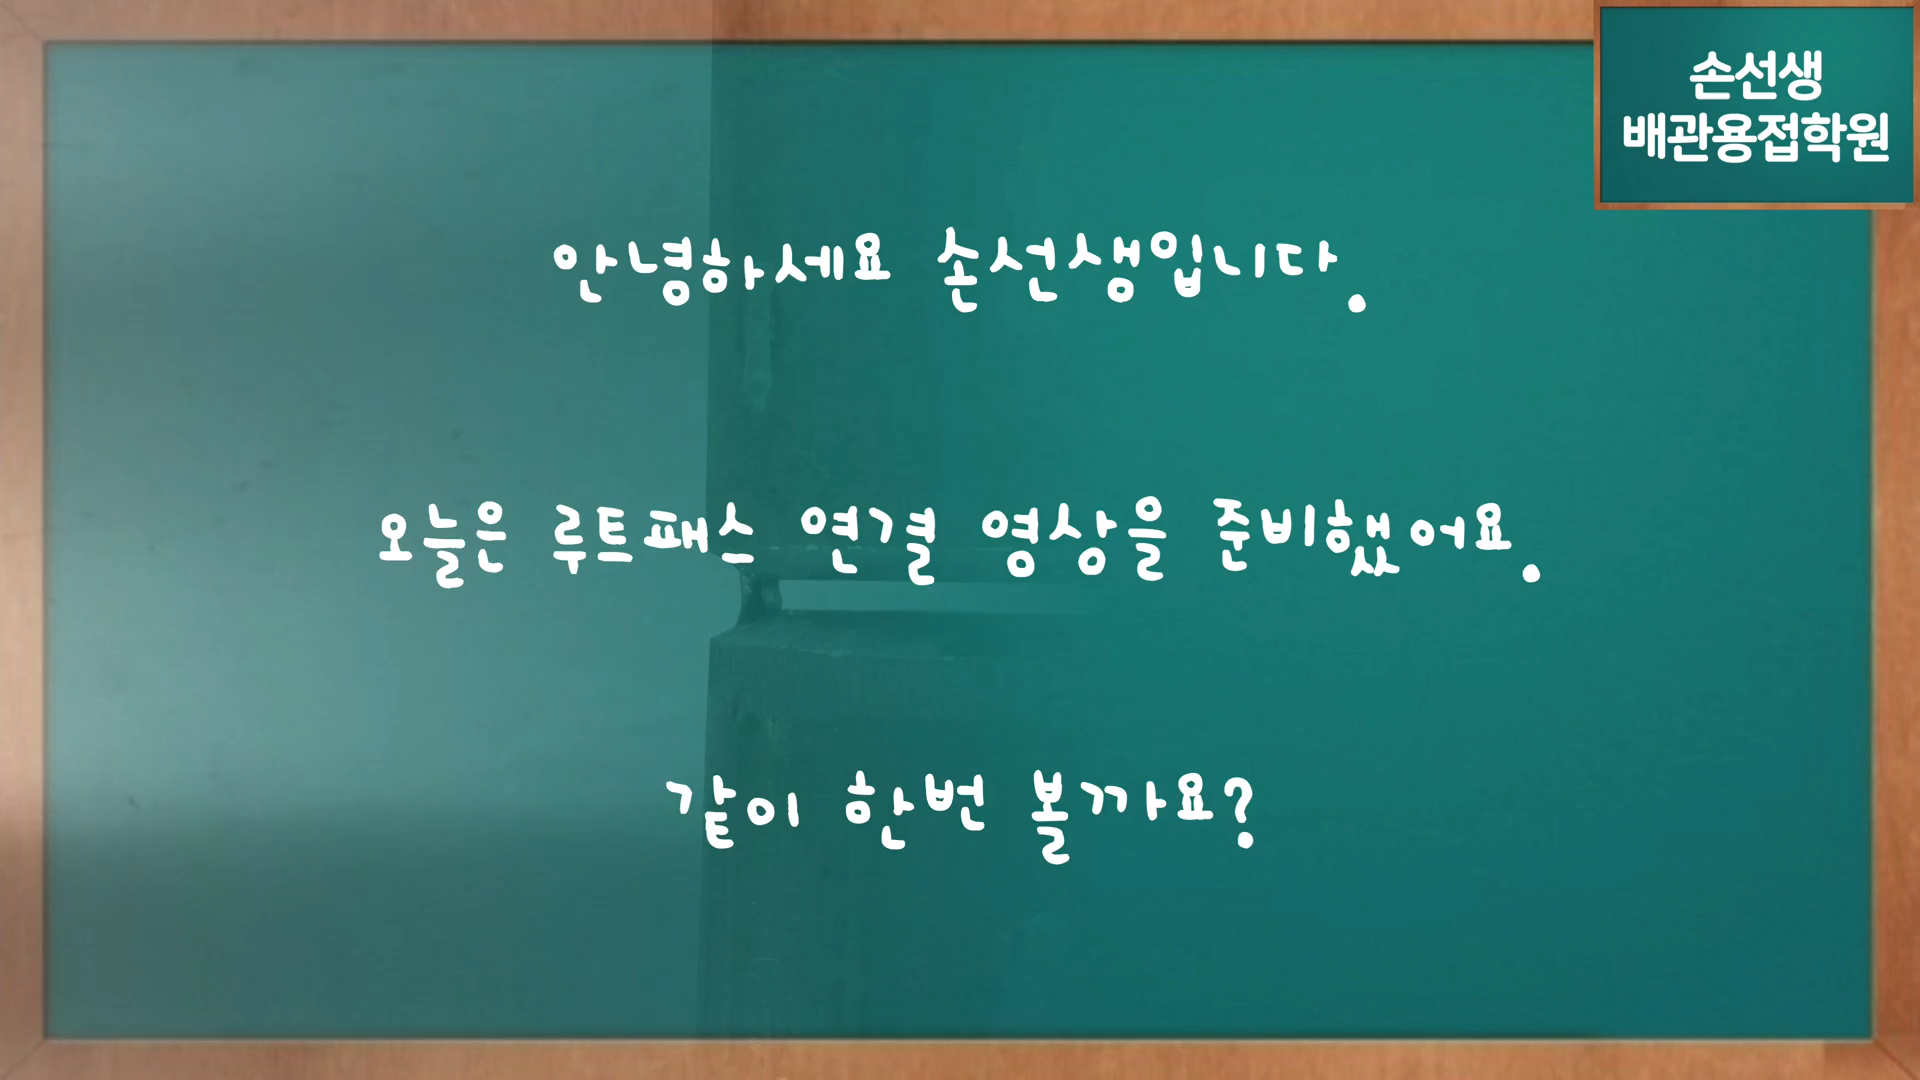 손선생
배관용접학원
안녕하세요 손선생입니다.
오늘은 루트패스 연결 영상을 준비했어요.
같이 한번 볼까요?